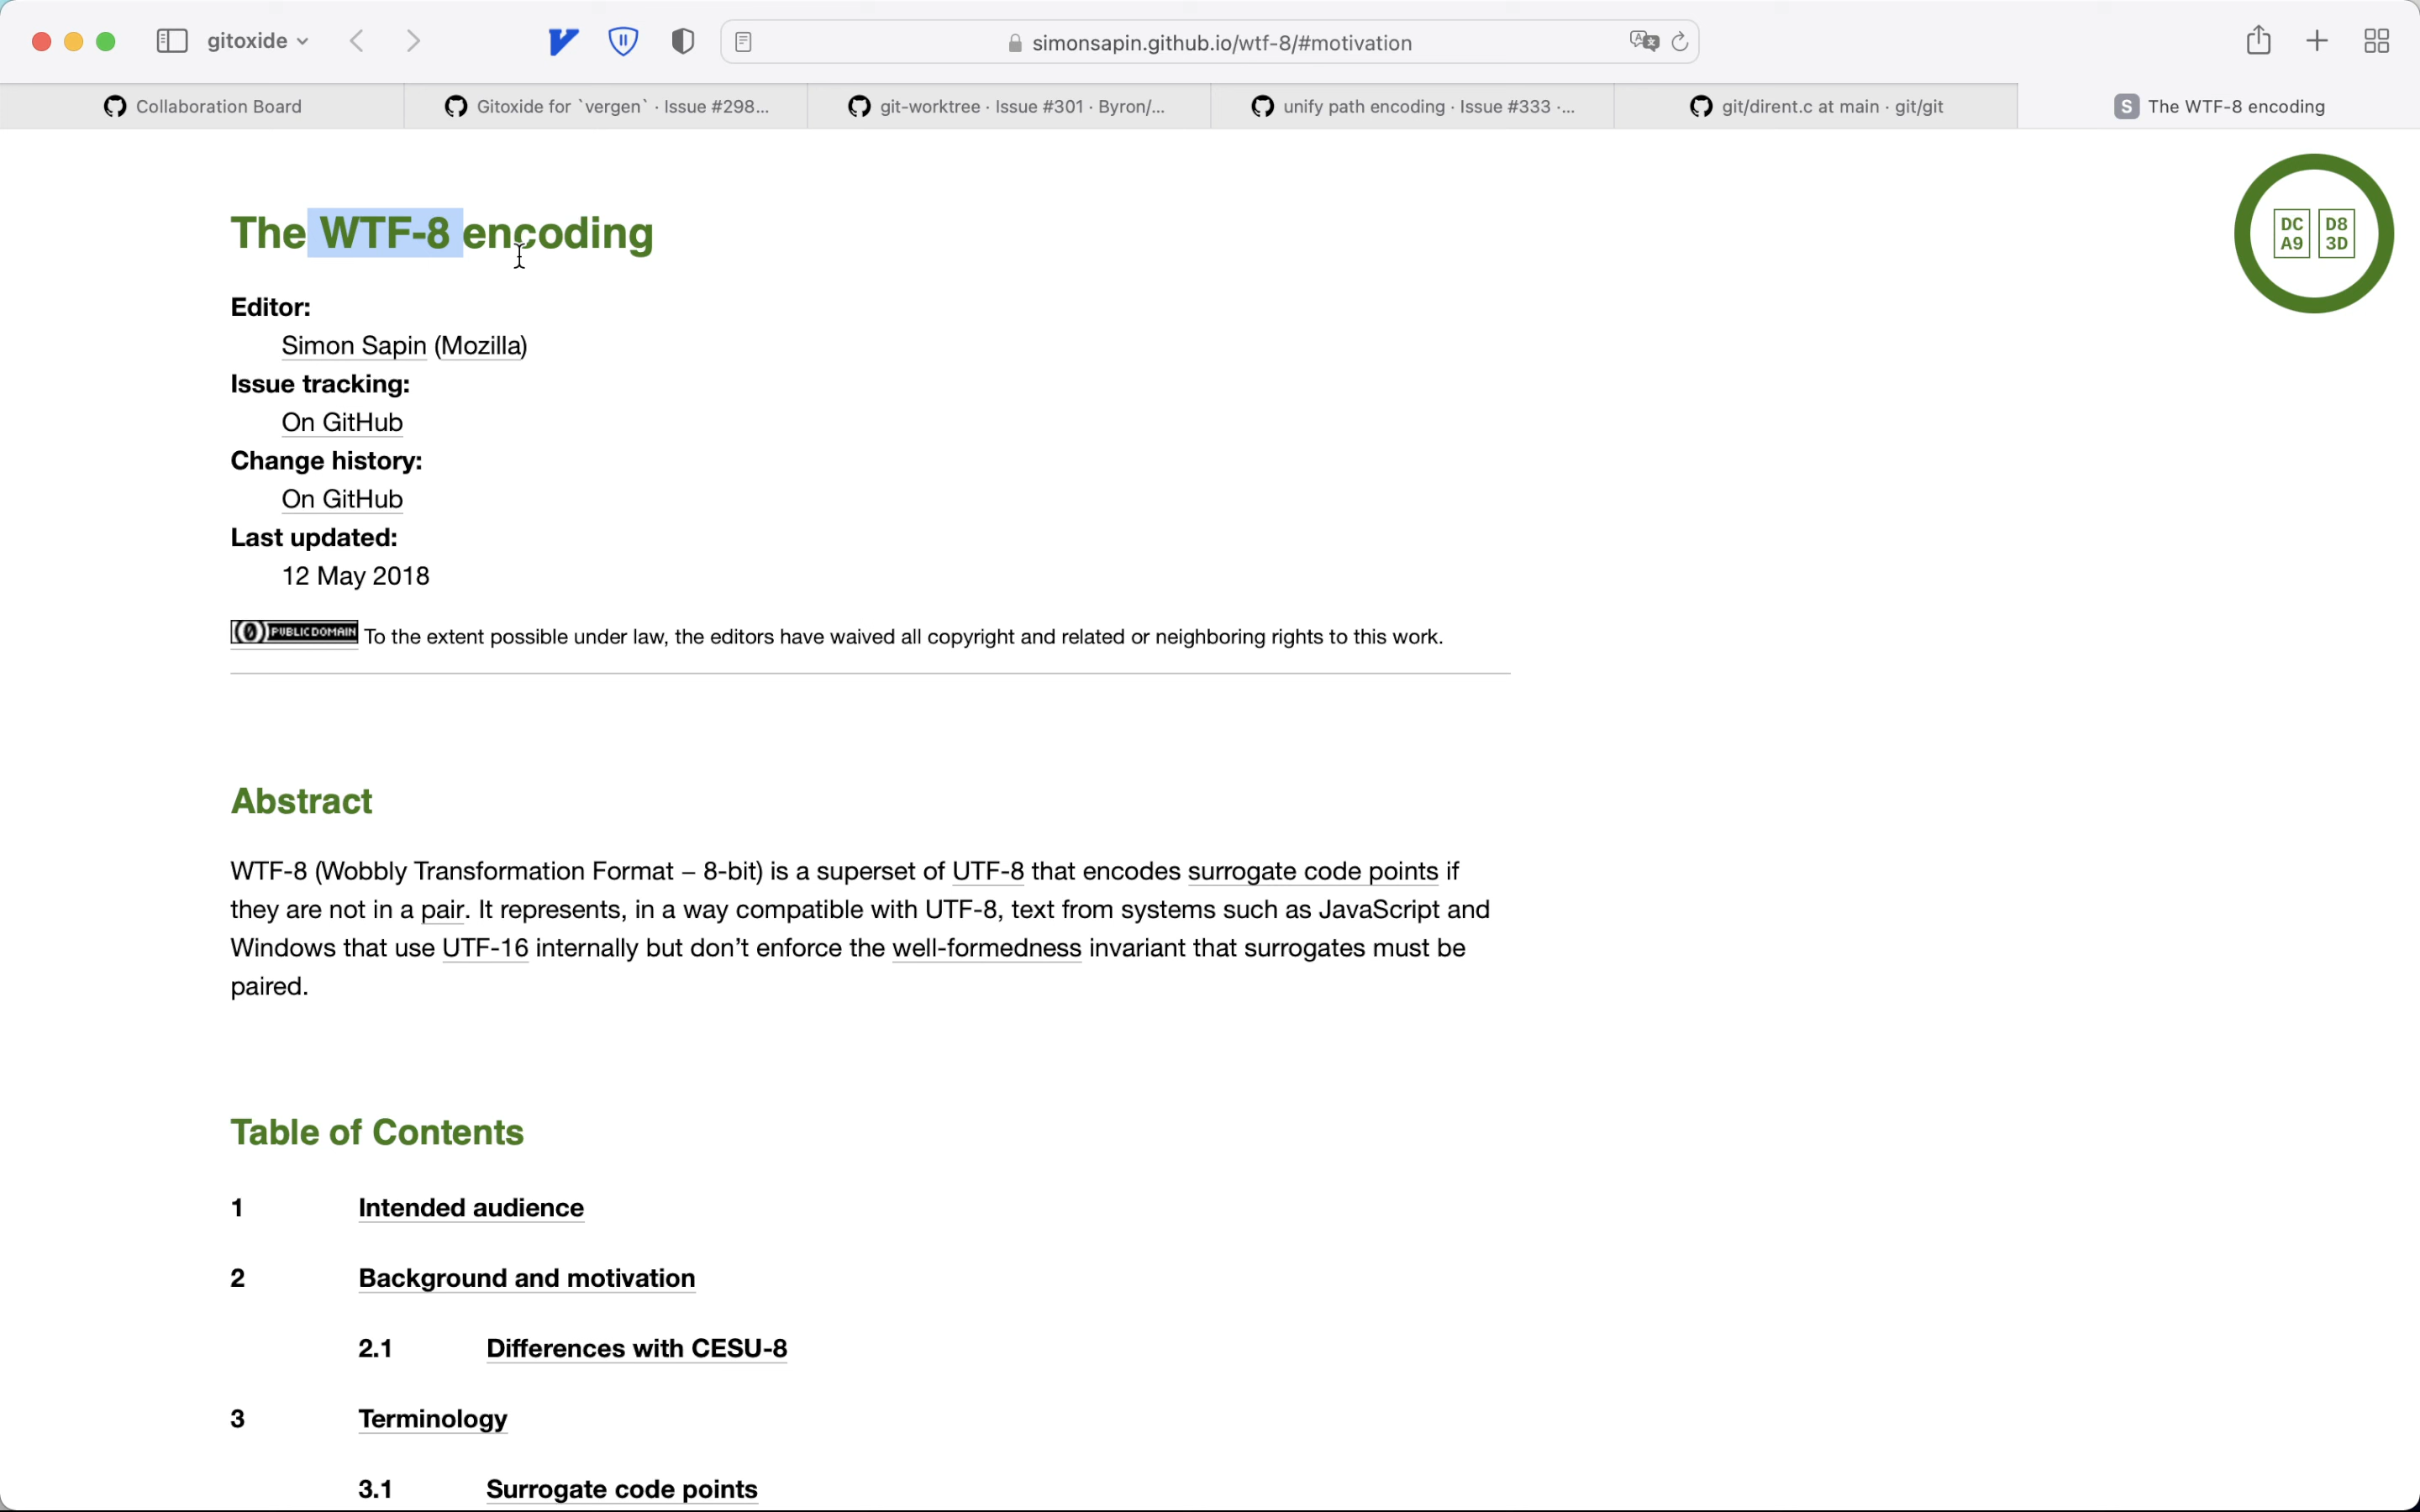 gitoxide
simonsapin.github.io/wtf-8/#motivation
Collaboration Board
Gitoxide for `vergen` · Issue #298...
git-worktree · Issue #301 · Byron/...
unify path encoding · Issue #333 ·...
git/dirent.c at main · git/git
S The WTF-8 encoding
The WTF-8 encoding
DC D8
A9 3D
Editor:
Simon Sapin (Mozilla)
Issue tracking:
On GitHub
Change history:
On GitHub
Last updated:
12 May 2018
PUBLIC DOMAIN To the extent possible under law, the editors have waived all copyright and related or neighboring rights to this work.
Abstract
WTF-8 (Wobbly Transformation Format – 8-bit) is a superset of UTF-8 that encodes surrogate code points if
they are not in a pair. It represents, in a way compatible with UTF-8, text from systems such as JavaScript and
Windows that use UTF-16 internally but don’t enforce the well-formedness invariant that surrogates must be
paired.
Table of Contents
1 Intended audience
2 Background and motivation
2.1 Differences with CESU-8
3 Terminology
3.1 Surrogate code points